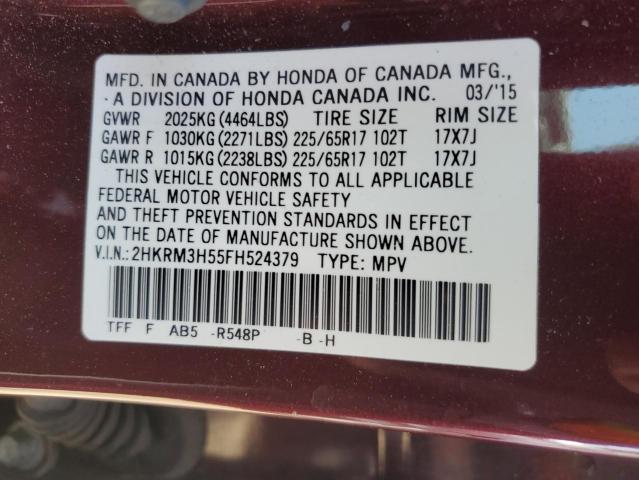 MFD. IN CANADA BY HONDA OF CANADA MFG.,
A DIVISION OF HONDA CANADA INC. 03/'15
GVWR 2025KG (4464LBS) TIRE SIZE RIM SIZE
GAWR F 1030KG (2271LBS) 225/65R17 102T 17X7J
GAWR R 1015KG (2238LBS) 225/65R17 102T 17X7J
THIS VEHICLE CONFORMS TO ALL APPLICABLE
FEDERAL MOTOR VEHICLE SAFETY
AND THEFT PREVENTION STANDARDS IN EFFECT
ON THE DATE OF MANUFACTURE SHOWN ABOVE.
V.I.N.: 2HKRM3H55FH524379 TYPE: MPV
TFF F AB5 -R548P -B -H